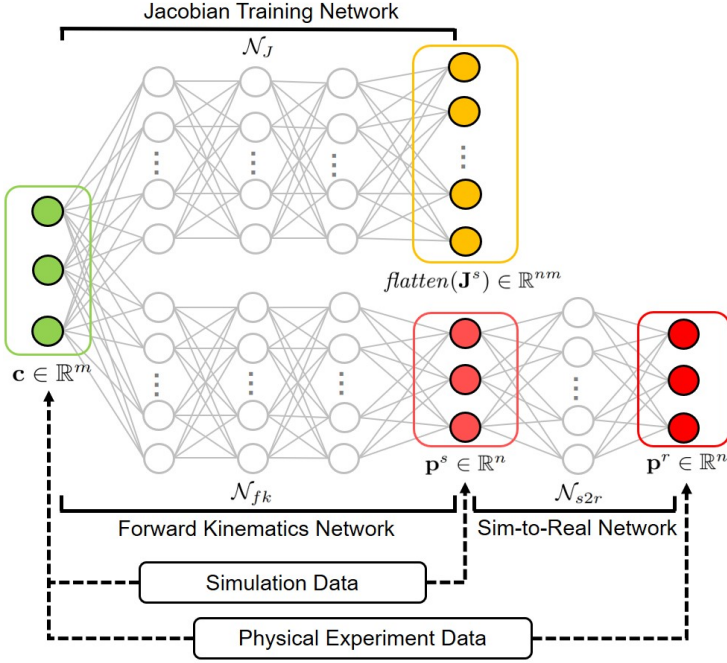 Jacobian Training Network
𝒩_J
flatten(𝐉^s) ∈ ℝ^{nm}
𝐜 ∈ ℝ^m
𝐩^s ∈ ℝ^n
𝐩^r ∈ ℝ^n
𝒩_{fk}
𝒩_{s2r}
Forward Kinematics Network
Sim-to-Real Network
Simulation Data
Physical Experiment Data